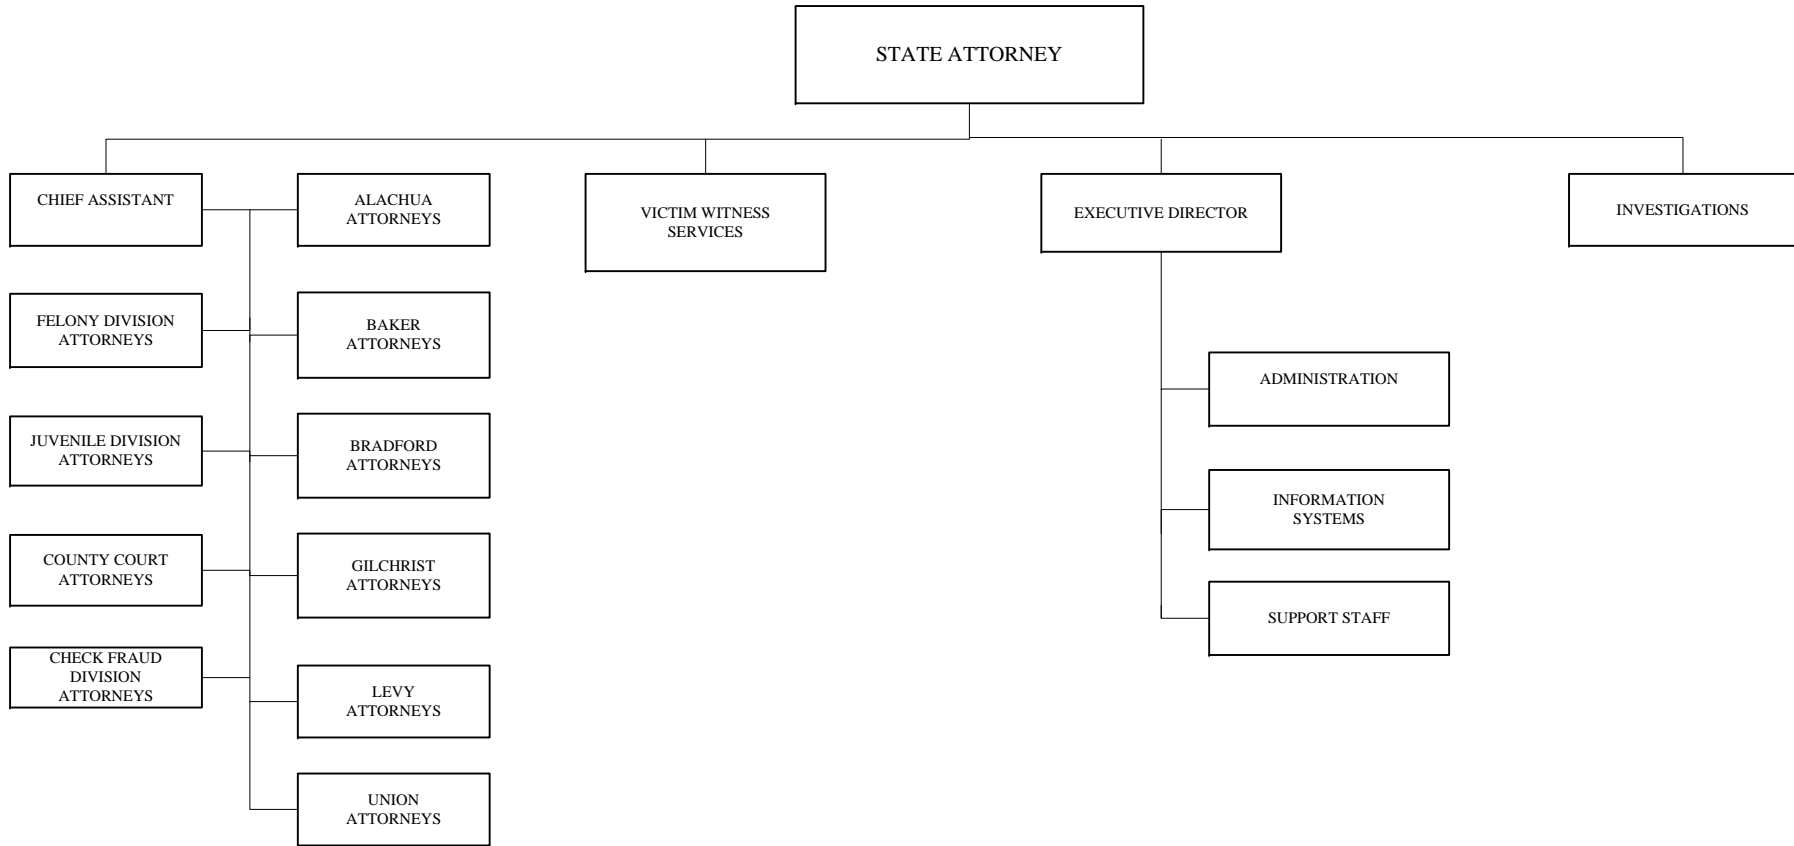 STATE ATTORNEY
CHIEF ASSISTANT
ALACHUA
ATTORNEYS
VICTIM WITNESS
SERVICES
EXECUTIVE DIRECTOR
INVESTIGATIONS
FELONY DIVISION
ATTORNEYS
BAKER
ATTORNEYS
ADMINISTRATION
JUVENILE DIVISION
ATTORNEYS
BRADFORD
ATTORNEYS
INFORMATION
SYSTEMS
COUNTY COURT
ATTORNEYS
GILCHRIST
ATTORNEYS
SUPPORT STAFF
CHECK FRAUD
DIVISION
ATTORNEYS
LEVY
ATTORNEYS
UNION
ATTORNEYS